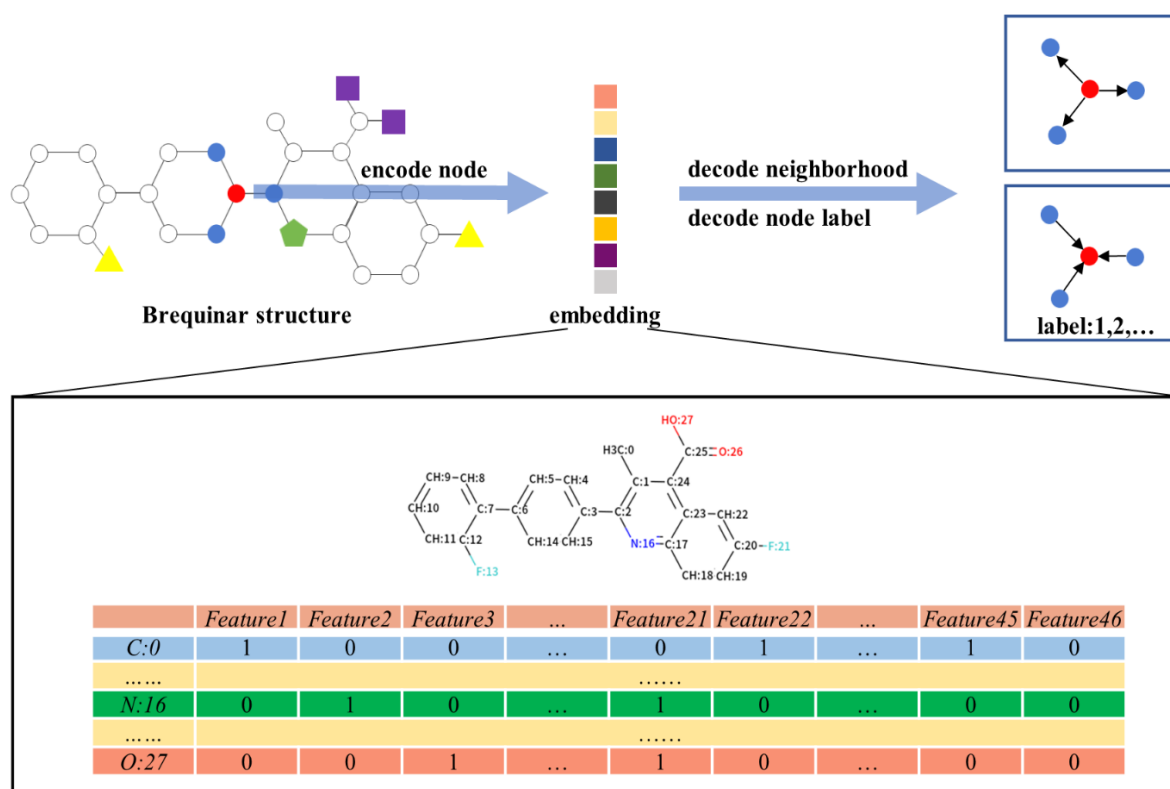 encode node
decode neighborhood
decode node label
Brequinar structure
embedding
label:1,2,…
HO:27
H3C:0
C:25
O:26
CH:9
CH:8
CH:5
CH:4
C:1
C:24
CH:10
C:7
C:6
C:3
C:2
C:23
CH:22
CH:11
C:12
CH:14
CH:15
N:16
C:17
C:20
F:21
F:13
CH:18
CH:19
Feature1 Feature2 Feature3 ... Feature21 Feature22 ... Feature45 Feature46
C:0 1 0 0 … 0 1 … 1 0
…… ……
N:16 0 1 0 … 1 0 … 0 0
…… ……
O:27 0 0 1 … 1 0 … 0 0